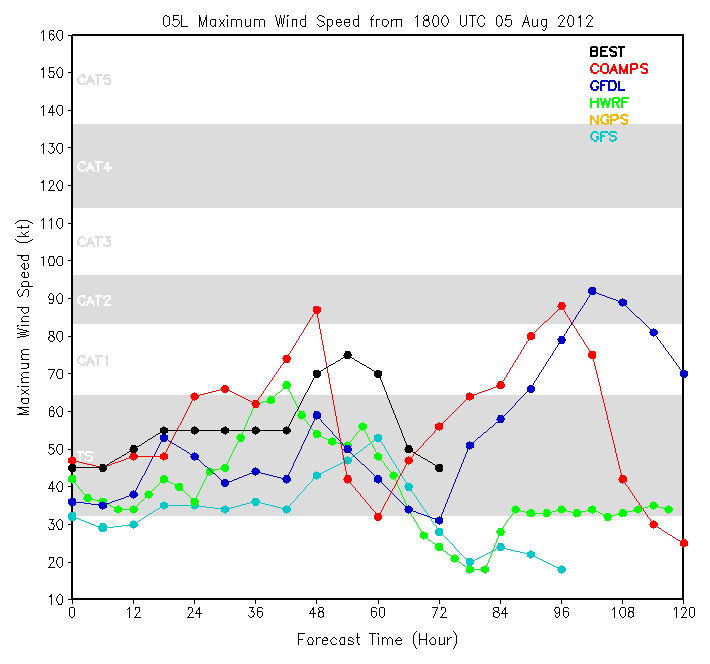 05L Maximum Wind Speed from 1800 UTC 05 Aug 2012
160
150
140
130
120
110
100
90
80
70
60
50
40
30
20
10
Maximum Wind Speed (kt)
CAT5
CAT4
CAT3
CAT2
CAT1
TS
BEST
COAMPS
GFDL
HWRF
NGPS
GFS
0 12 24 36 48 60 72 84 96 108 120
Forecast Time (Hour)